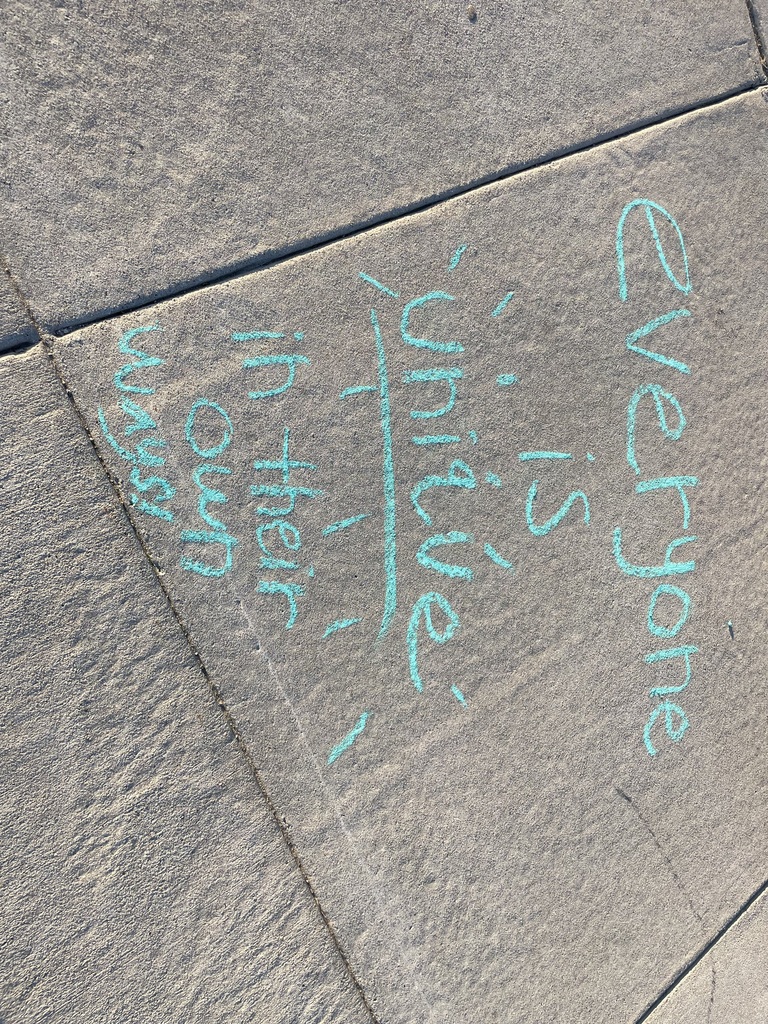 everyone
is
unique
in their
own
ways